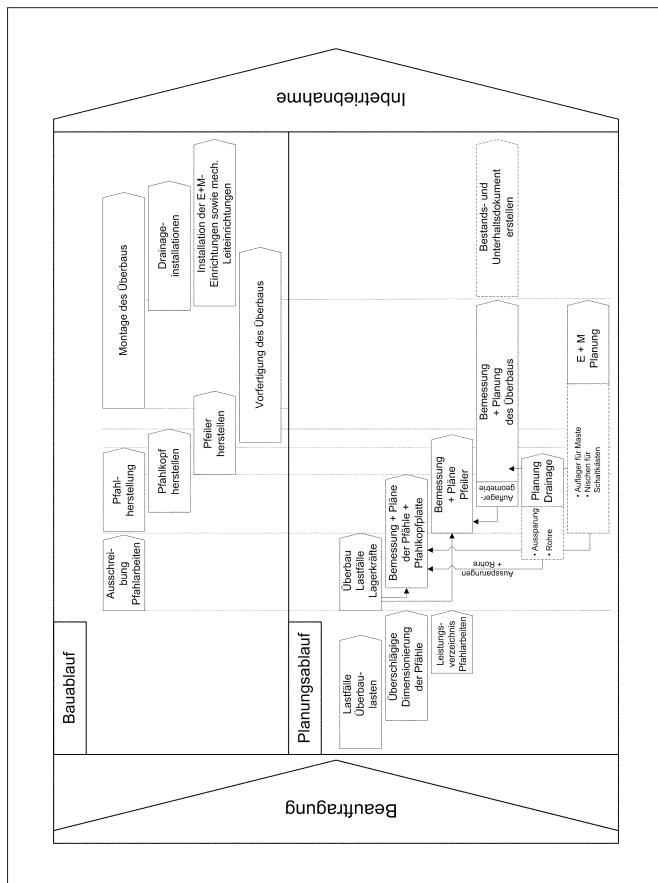 Beauftragung
Bauablauf
Ausschrei-
bung
Pfahlarbeiten
Pfahl-
herstellung
Pfahlkopf
herstellen
Pfeiler
herstellen
Montage des Überbaus
Drainage-
installationen
Installation der E+M-
Einrichtungen sowie mech.
Leiteinrichtungen
Vorfertigung des Überbaus
Planungsablauf
Lastfälle
Überbau-
lasten
Überschlägige
Dimensionierung
der Pfähle
Leistungs-
verzeichnis
Pfahlarbeiten
Überbau
Lastfälle
Lagerkräfte
Bemessung + Pläne
der Pfähle +
Pfahlkopfplatte
Bemessung
+ Pläne
Pfeiler
Auflager-
geometrie
Bemessung
+ Planung
des Überbaus
Aussparungen
+ Rohre
• Aussparung
• Rohre
Planung
Drainage
• Auflager für Maste
• Nischen für
Schaltkästen
E + M
Planung
Bestands- und
Unterhaltsdokument
erstellen
Inbetriebnahme